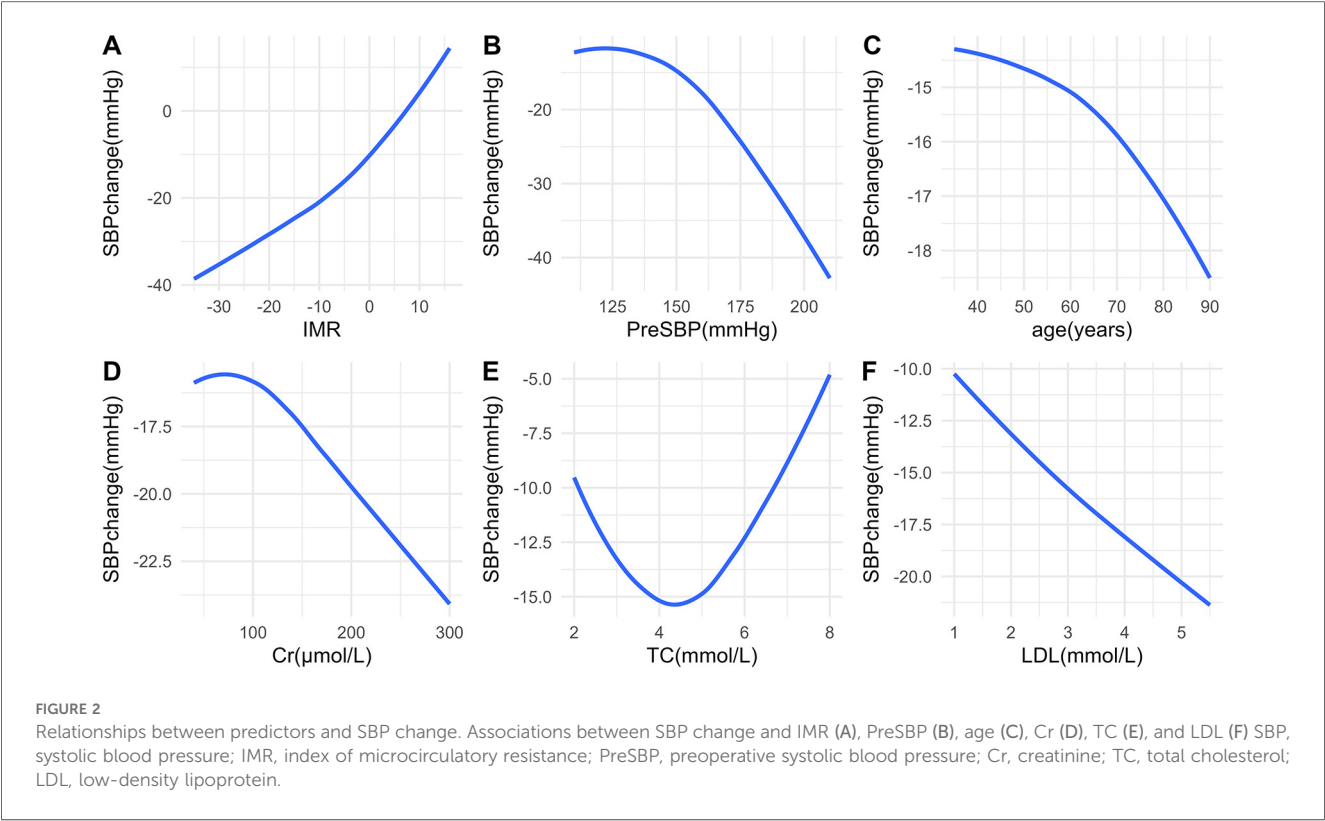 A
SBPchange(mmHg)
0
-20
-40
-30
-20
-10
0
10
IMR
B
SBPchange(mmHg)
-20
-30
-40
125
150
175
200
PreSBP(mmHg)
C
SBPchange(mmHg)
-15
-16
-17
-18
40
50
60
70
80
90
age(years)
D
SBPchange(mmHg)
-17.5
-20.0
-22.5
100
200
300
Cr(μmol/L)
E
SBPchange(mmHg)
-5.0
-7.5
-10.0
-12.5
-15.0
2
4
6
8
TC(mmol/L)
F
SBPchange(mmHg)
-10.0
-12.5
-15.0
-17.5
-20.0
1
2
3
4
5
LDL(mmol/L)
FIGURE 2
Relationships between predictors and SBP change. Associations between SBP change and IMR (A), PreSBP (B), age (C), Cr (D), TC (E), and LDL (F) SBP,
systolic blood pressure; IMR, index of microcirculatory resistance; PreSBP, preoperative systolic blood pressure; Cr, creatinine; TC, total cholesterol;
LDL, low-density lipoprotein.